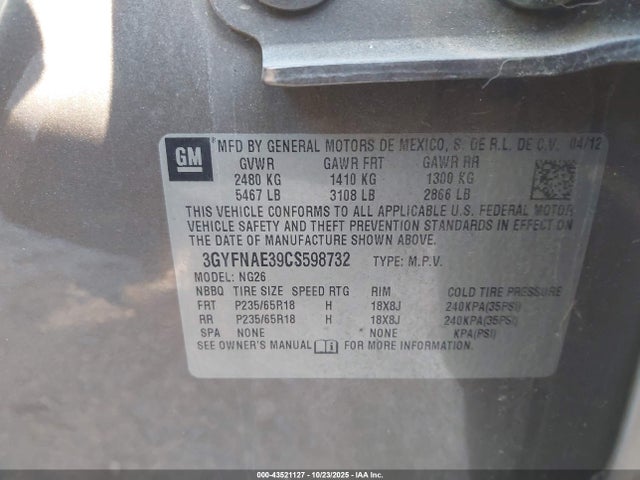 GM
MFD BY GENERAL MOTORS DE MEXICO, S. DE R.L. DE C.V. 04/12
GVWR GAWR FRT GAWR RR
2480 KG 1410 KG 1300 KG
5467 LB 3108 LB 2866 LB
THIS VEHICLE CONFORMS TO ALL APPLICABLE U.S. FEDERAL MOTOR
VEHICLE SAFETY AND THEFT PREVENTION STANDARDS IN EFFECT ON THE
DATE OF MANUFACTURE SHOWN ABOVE.
3GYFNAE39CS598732 TYPE: M.P.V.
MODEL: NG26
NBBQ TIRE SIZE SPEED RTG RIM COLD TIRE PRESSURE
FRT P235/65R18 H 18X8J 240KPA(35PSI)
RR P235/65R18 H 18X8J 240KPA(35PSI)
SPA NONE NONE KPA(PSI)
SEE OWNER'S MANUAL FOR MORE INFORMATION.
000-43521127 - 10/23/2025 - IAAI, Inc.